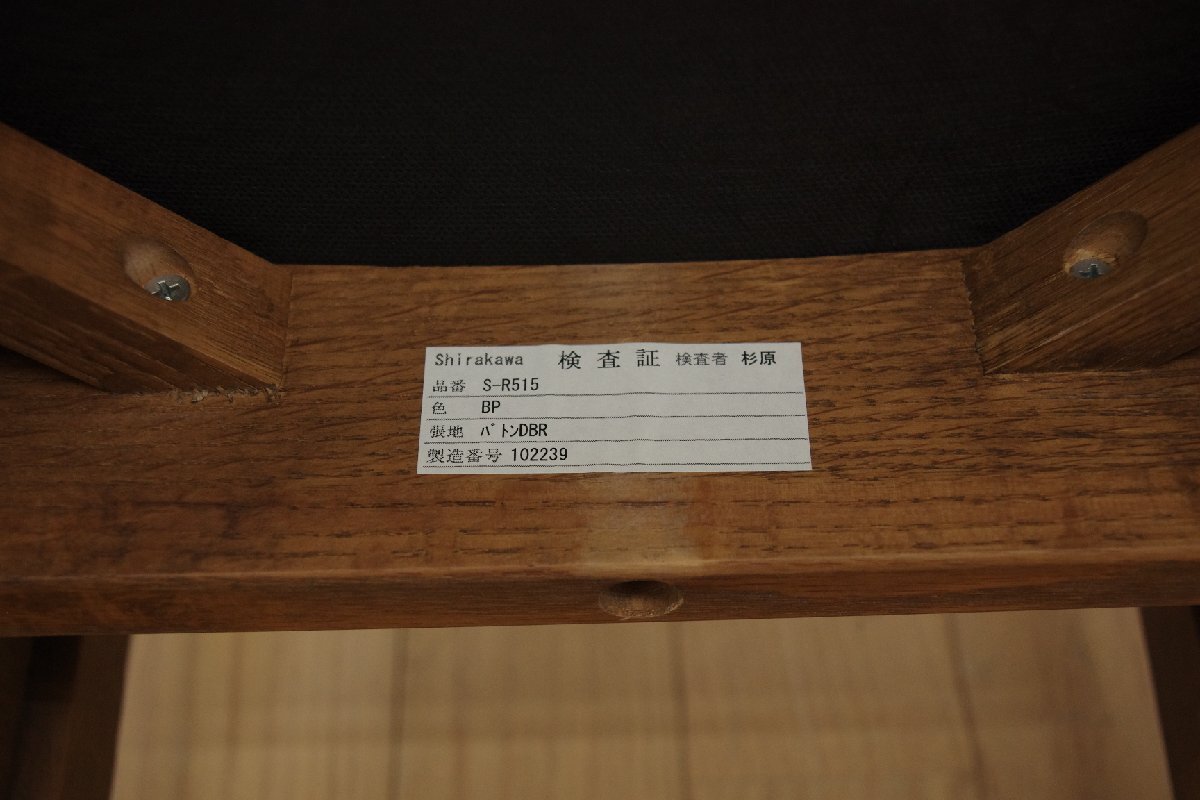 Shirakawa 検査証 検査者 杉原
品番 S-R515
色 BP
張地 ﾊﾟﾄﾝDBR
製造番号 102239